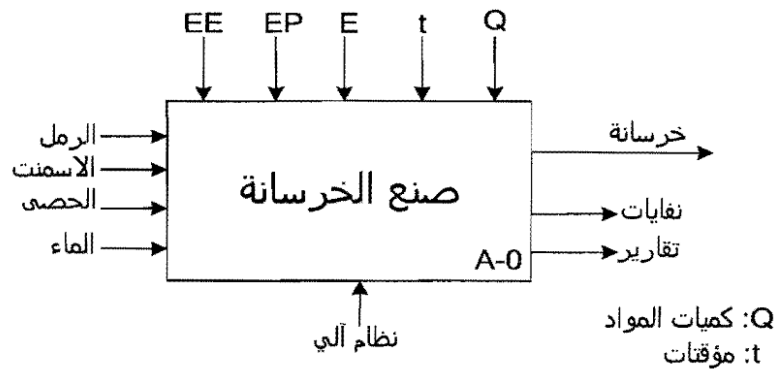 EE EP E t Q
الرمل
الاسمنت
الحصى
الماء
صنع الخرسانة
A-0
خرسانة
نفايات
تقارير
نظام آلي
Q: كميات المواد
t: مؤقتات